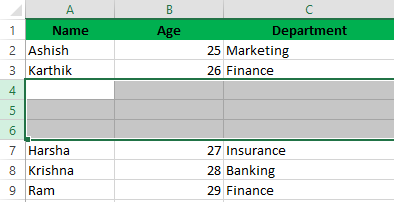 A B C
1 Name Age Department
2 Ashish 25 Marketing
3 Karthik 26 Finance
4
5
6
7 Harsha 27 Insurance
8 Krishna 28 Banking
9 Ram 29 Finance